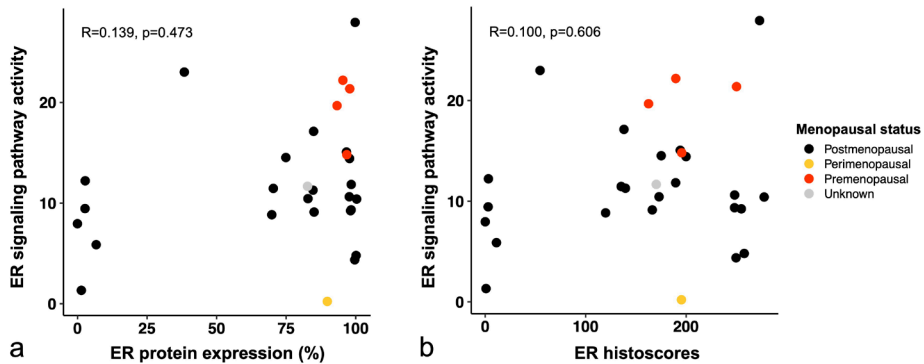 R=0.139, p=0.473
ER signaling pathway activity
20
10
0
0 25 50 75 100
ER protein expression (%)
a
R=0.100, p=0.606
ER signaling pathway activity
20
10
0
0 100 200
ER histoscores
b
Menopausal status
Postmenopausal
Perimenopausal
Premenopausal
Unknown